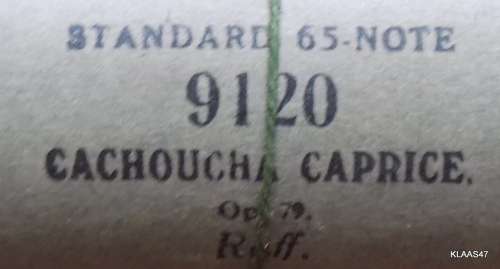 STANDARD 65-NOTE
9120
CACHOUCHA CAPRICE.
Op. 79.
Raff.
KLAAS47